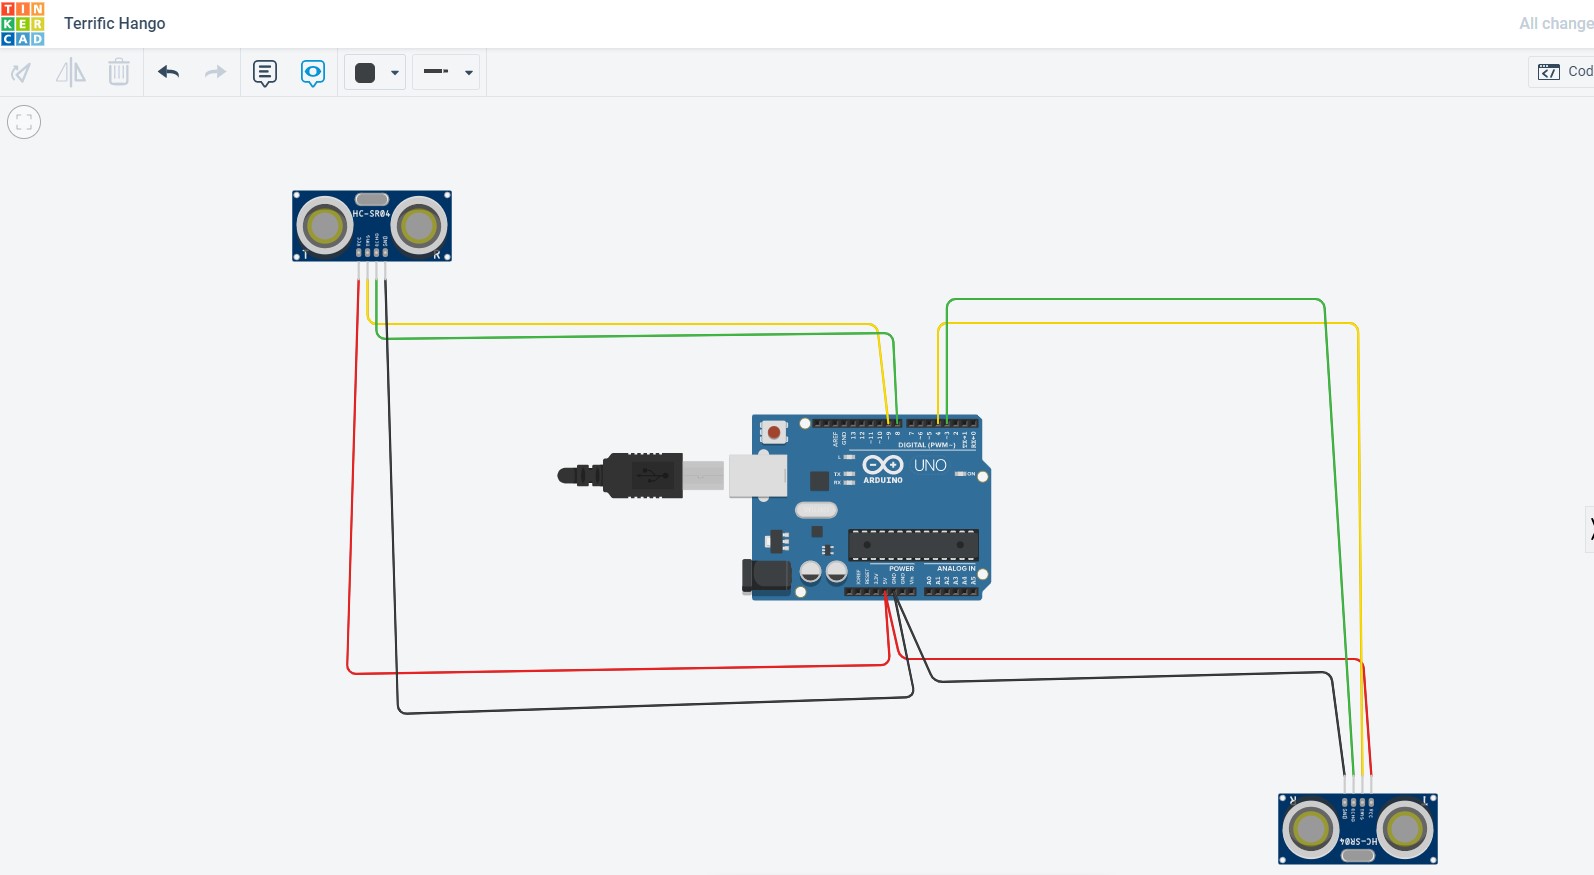 TIN
KER
CAD
Terrific Hango
All change
Cod
HC-SR04
VCC
TRIG
ECHO
GND
T
R
AREF
GND
13
12
~11
~10
~9
8
7
~6
~5
4
~3
2
TX→1
RX←0
DIGITAL (PWM~)
L
TX
RX
UNO
ARDUINO
ON
POWER
ANALOG IN
IOREF
RESET
3.3V
5V
GND
GND
Vin
A0
A1
A2
A3
A4
A5
R
T
GND
ECHO
TRIG
VCC
HC-SR04